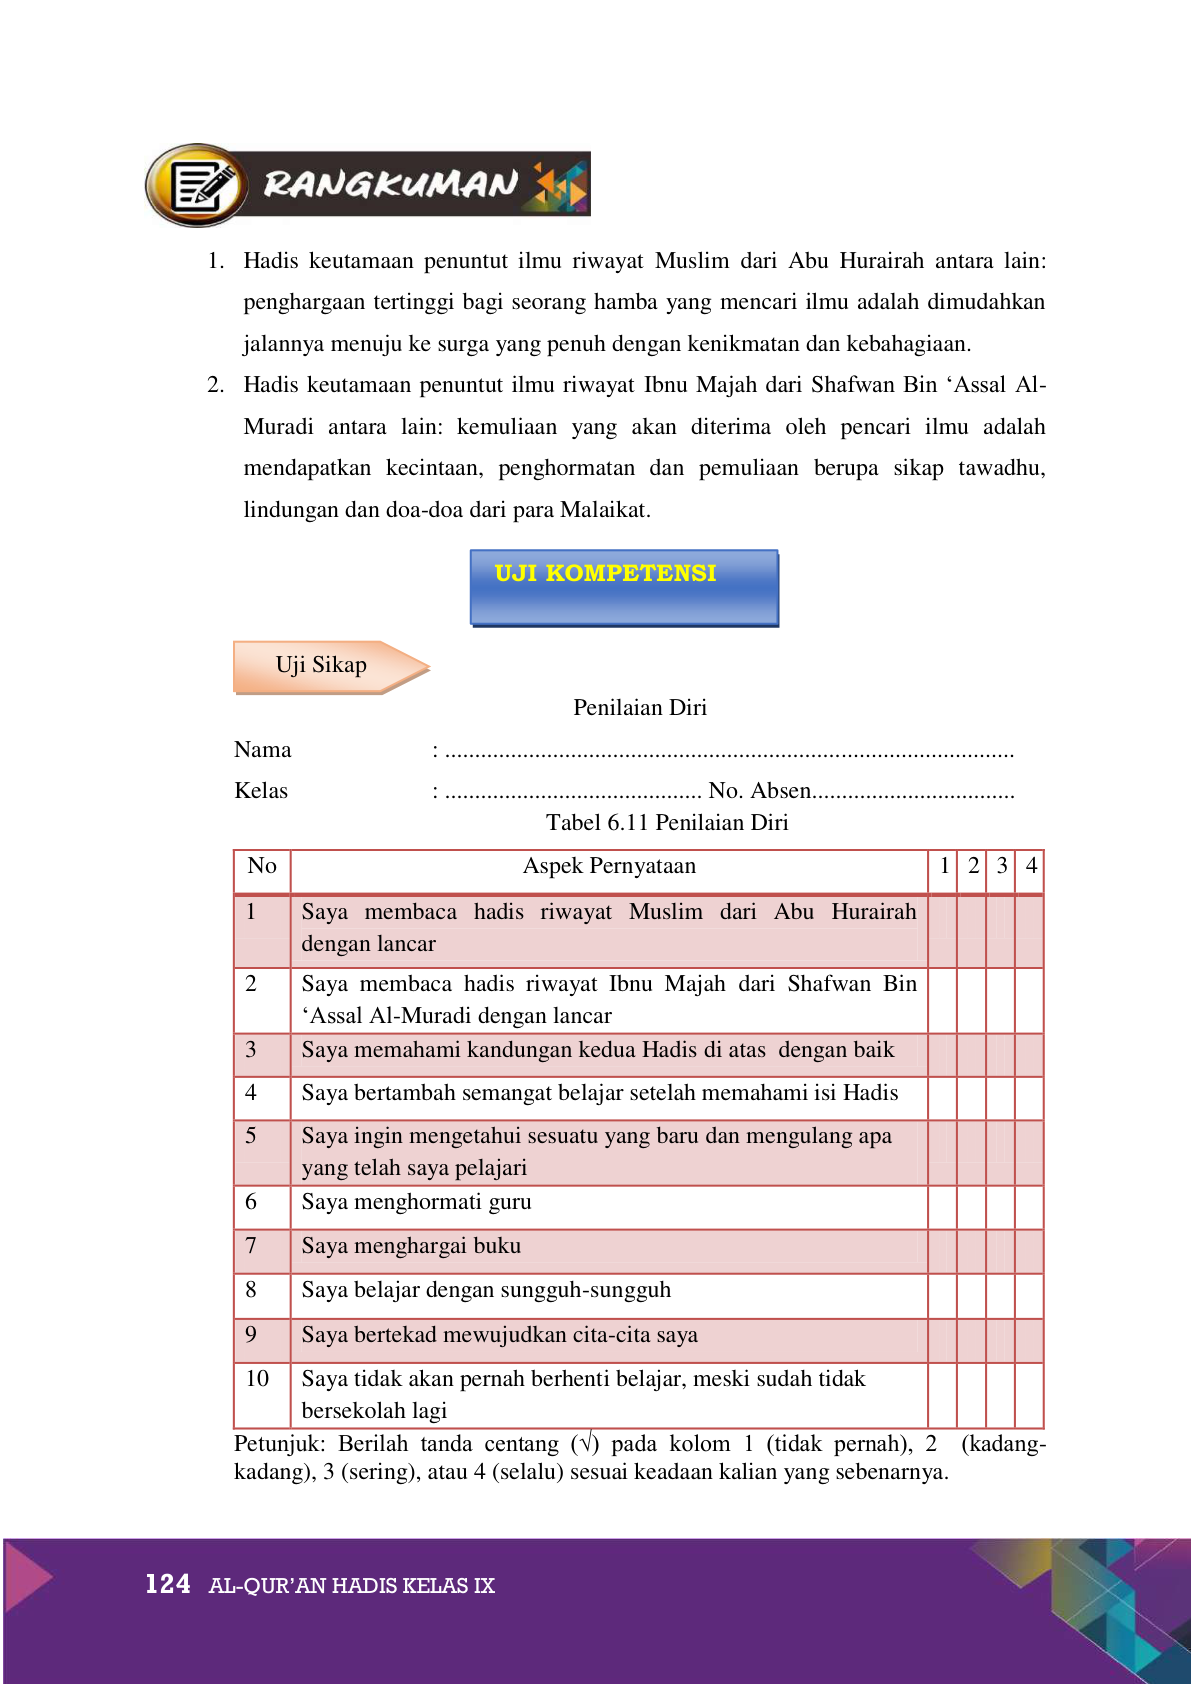 RANGKUMAN
1. Hadis keutamaan penuntut ilmu riwayat Muslim dari Abu Hurairah antara lain:
penghargaan tertinggi bagi seorang hamba yang mencari ilmu adalah dimudahkan
jalannya menuju ke surga yang penuh dengan kenikmatan dan kebahagiaan.
2. Hadis keutamaan penuntut ilmu riwayat Ibnu Majah dari Shafwan Bin ‘Assal Al-
Muradi antara lain: kemuliaan yang akan diterima oleh pencari ilmu adalah
mendapatkan kecintaan, penghormatan dan pemuliaan berupa sikap tawadhu,
lindungan dan doa-doa dari para Malaikat.
UJI KOMPETENSI
Uji Sikap
Penilaian Diri
Nama : ...............................................................................................
Kelas : ........................................... No. Absen..................................
Tabel 6.11 Penilaian Diri
No Aspek Pernyataan 1 2 3 4
1 Saya membaca hadis riwayat Muslim dari Abu Hurairah
dengan lancar
2 Saya membaca hadis riwayat Ibnu Majah dari Shafwan Bin
‘Assal Al-Muradi dengan lancar
3 Saya memahami kandungan kedua Hadis di atas dengan baik
4 Saya bertambah semangat belajar setelah memahami isi Hadis
5 Saya ingin mengetahui sesuatu yang baru dan mengulang apa
yang telah saya pelajari
6 Saya menghormati guru
7 Saya menghargai buku
8 Saya belajar dengan sungguh-sungguh
9 Saya bertekad mewujudkan cita-cita saya
10 Saya tidak akan pernah berhenti belajar, meski sudah tidak
bersekolah lagi
Petunjuk: Berilah tanda centang (√) pada kolom 1 (tidak pernah), 2 (kadang-
kadang), 3 (sering), atau 4 (selalu) sesuai keadaan kalian yang sebenarnya.
124 AL-QUR’AN HADIS KELAS IX